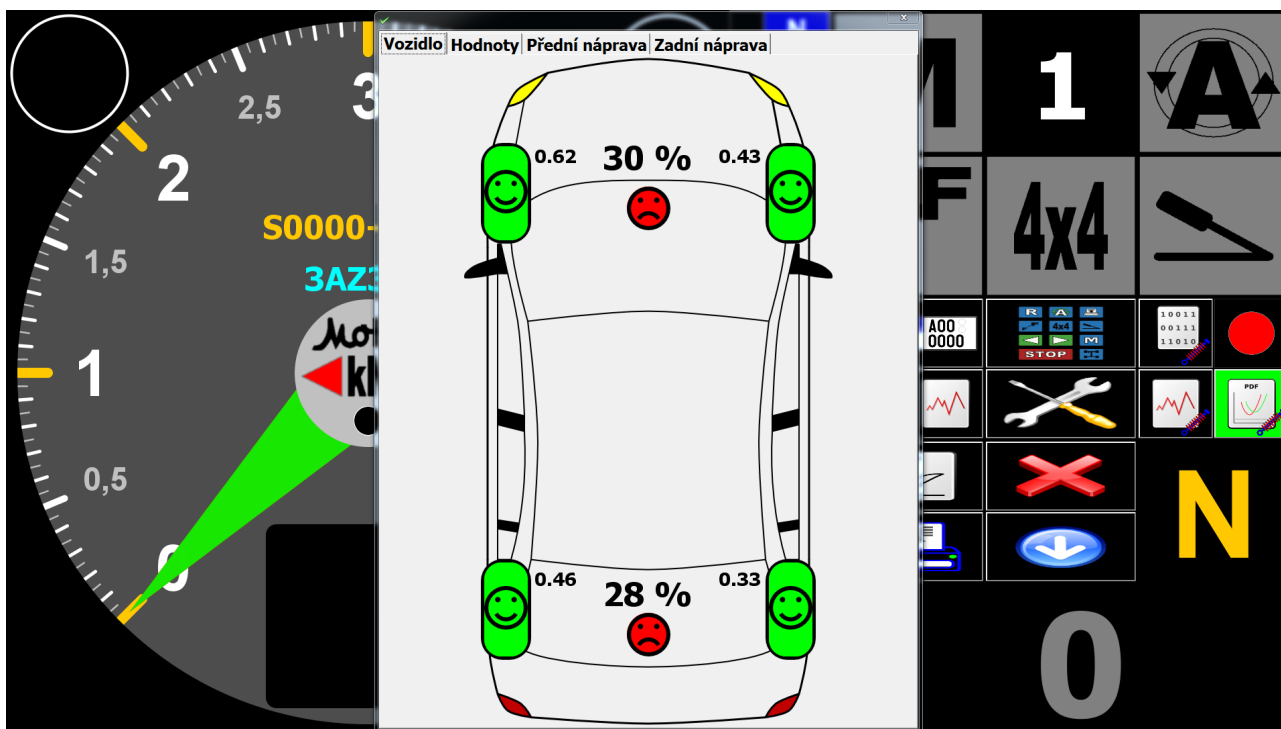 Vozidlo Hodnoty Přední náprava Zadní náprava
N
0.62 30 % 0.43
0.46 28 % 0.33
0
0,5
1
1,5
2
2,5
3
S0000-
3AZ3
Mo
k
M
1
A
F
4x4
A00
0000
R A
4x4
M
STOP
10011
00111
11010
PDF
N
0